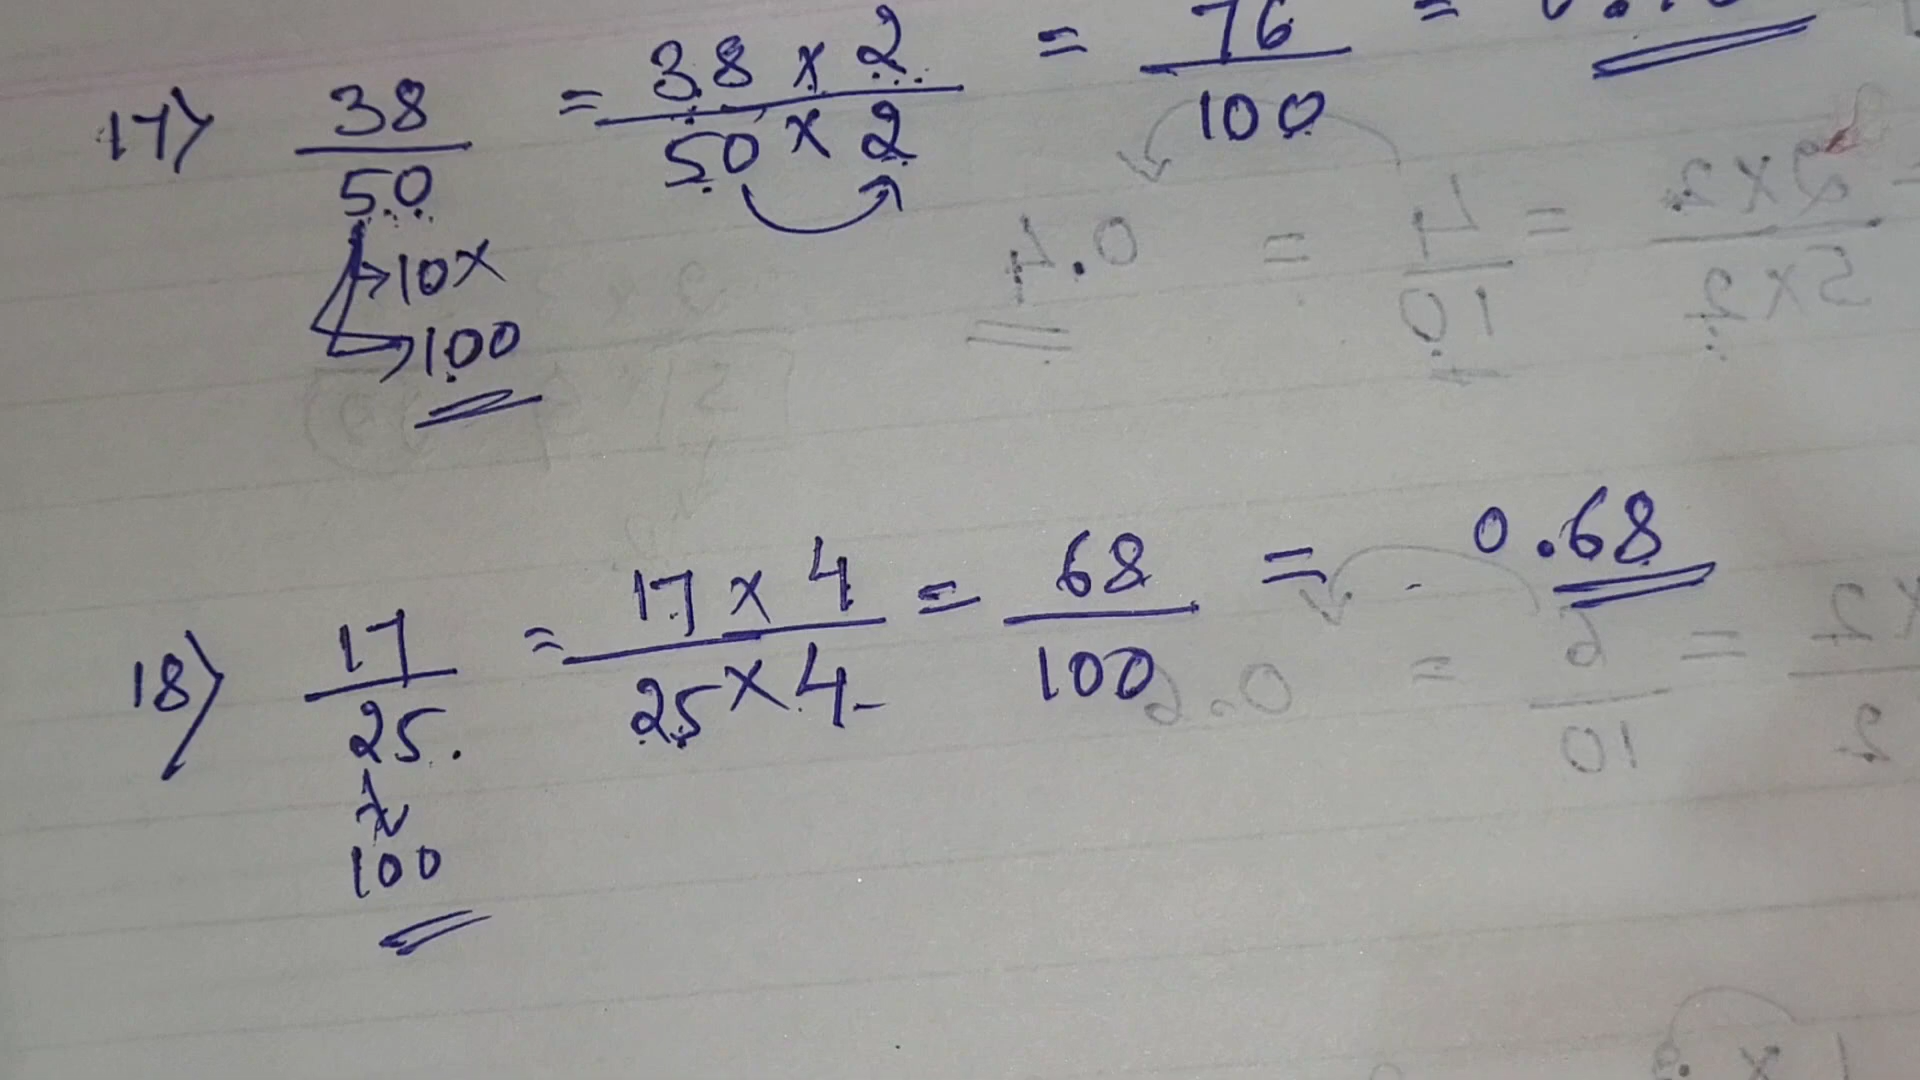 17) 38/50 = 38 × 2/50 × 2 = 76/100 =
10 ×
100
18) 17/25. = 17 × 4/25 × 4 = 68/100 = 0.68
100